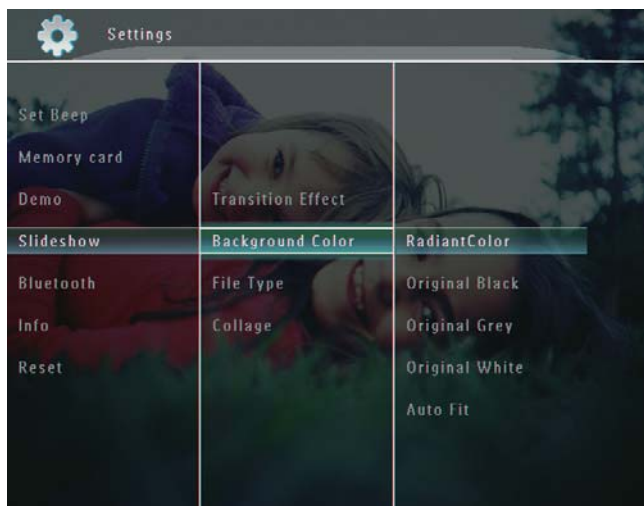 Settings
Set Beep
Memory card
Demo
Slideshow
Bluetooth
Info
Reset
Transition Effect
Background Color
File Type
Collage
RadiantColor
Original Black
Original Grey
Original White
Auto Fit